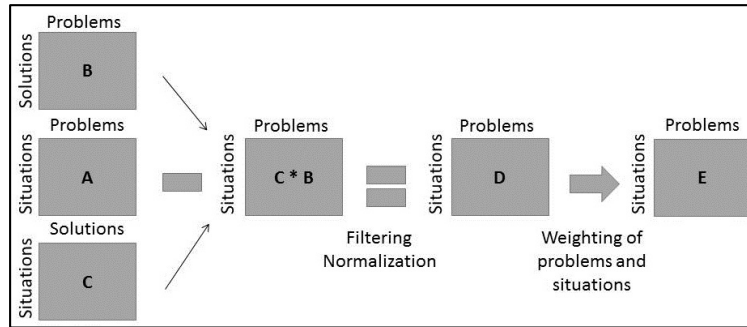 Problems
Solutions
B
Problems
Situations
A
Solutions
Situations
C
Problems
Situations
C * B
Filtering
Normalization
Problems
Situations
D
Weighting of
problems and
situations
Problems
Situations
E